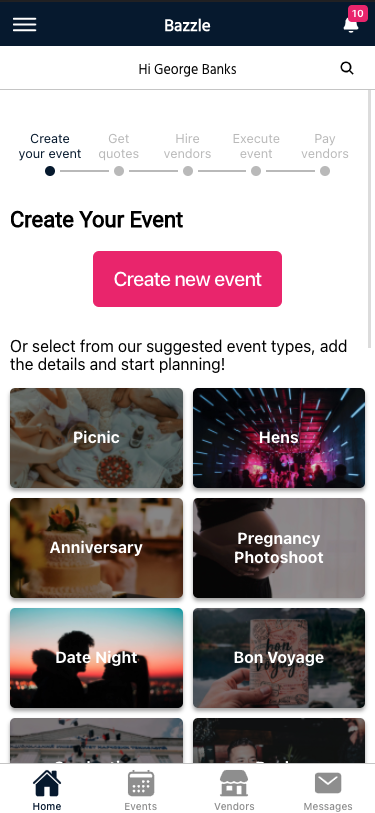 Bazzle
10
Hi George Banks
Create
your event
Get
quotes
Hire
vendors
Execute
event
Pay
vendors
Create Your Event
Create new event
Or select from our suggested event types, add
the details and start planning!
Picnic
Hens
Anniversary
Pregnancy
Photoshoot
Date Night
Bon Voyage
bon
voyage
Home
Events
Vendors
Messages